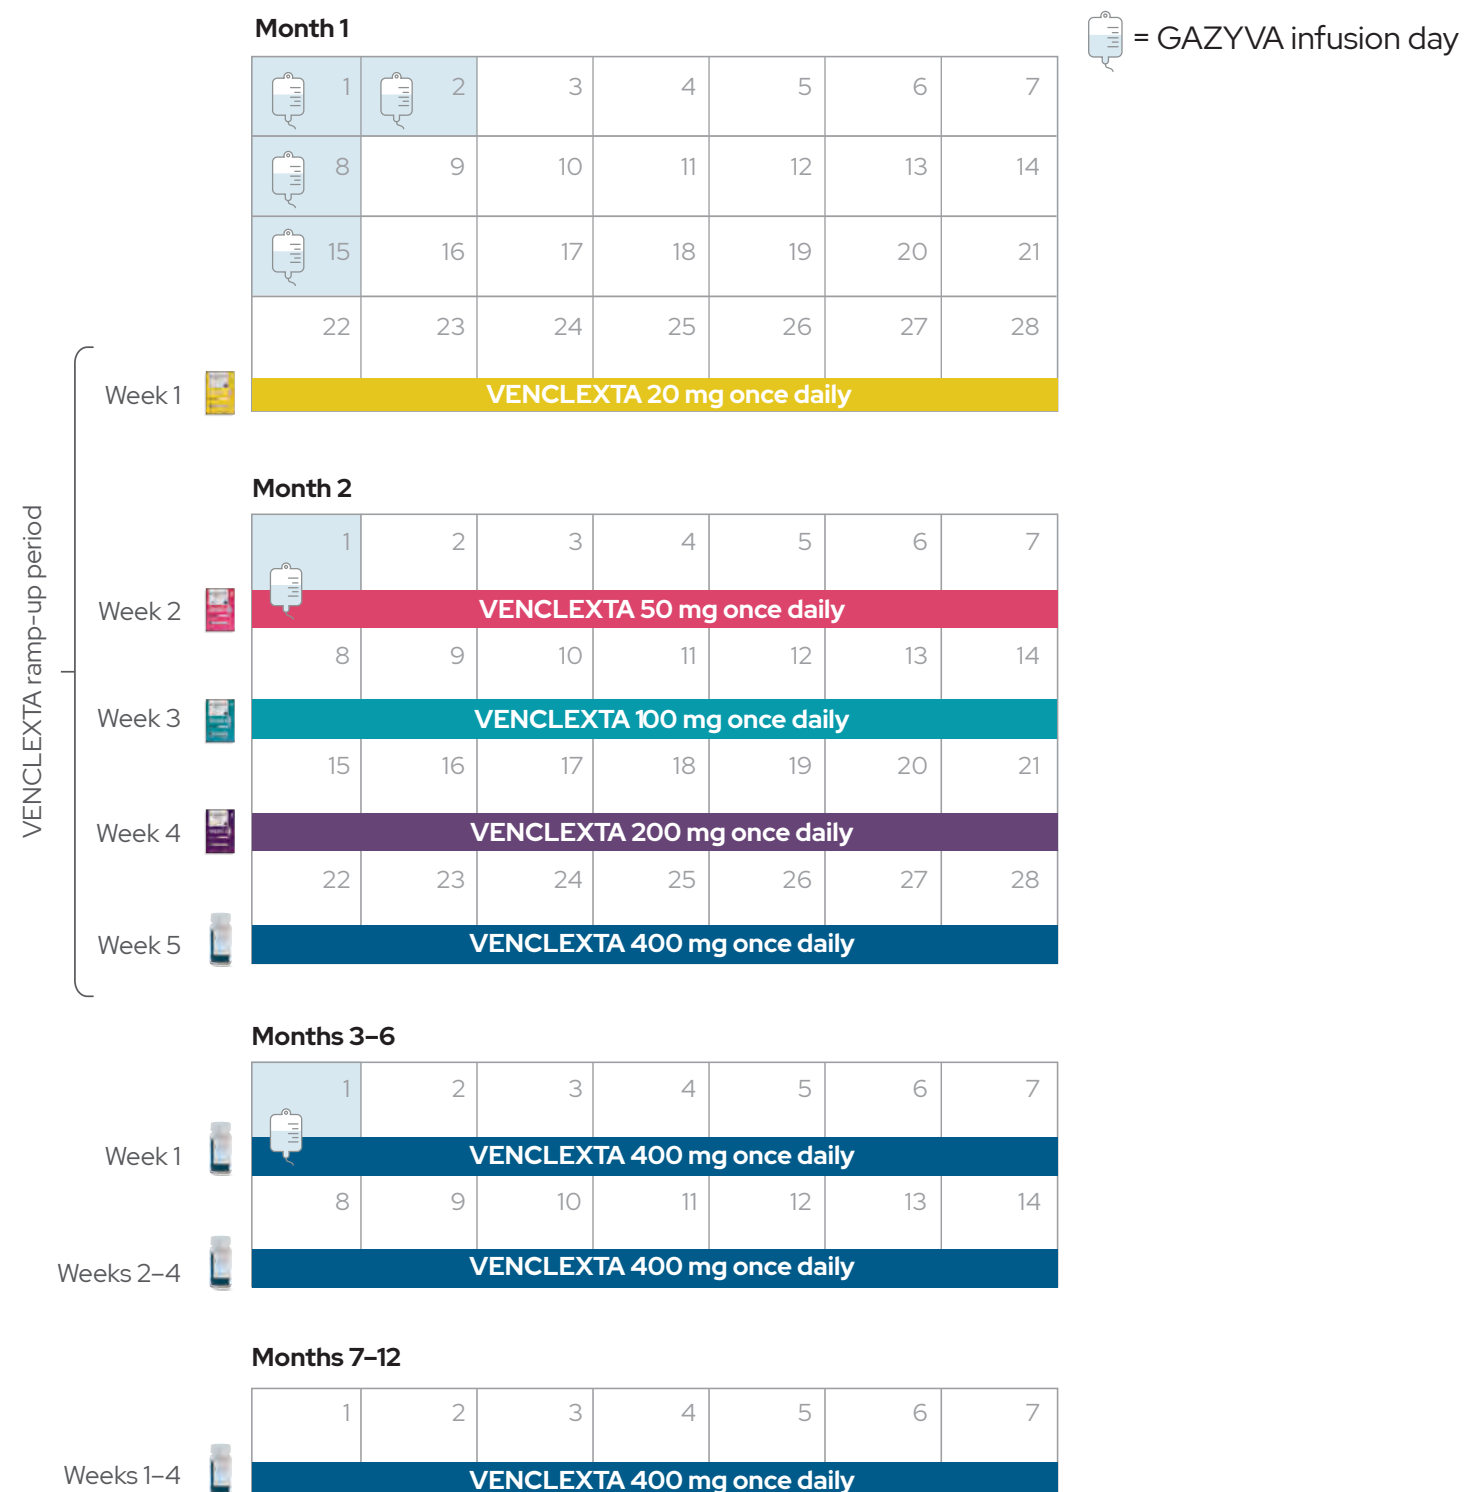 Month 1
= GAZYVA infusion day
1 2 3 4 5 6 7
8 9 10 11 12 13 14
15 16 17 18 19 20 21
22 23 24 25 26 27 28
Week 1 VENCLEXTA 20 mg once daily
VENCLEXTA ramp-up period
Month 2
1 2 3 4 5 6 7
Week 2 VENCLEXTA 50 mg once daily
8 9 10 11 12 13 14
Week 3 VENCLEXTA 100 mg once daily
15 16 17 18 19 20 21
Week 4 VENCLEXTA 200 mg once daily
22 23 24 25 26 27 28
Week 5 VENCLEXTA 400 mg once daily
Months 3–6
1 2 3 4 5 6 7
Week 1 VENCLEXTA 400 mg once daily
8 9 10 11 12 13 14
Weeks 2–4 VENCLEXTA 400 mg once daily
Months 7–12
1 2 3 4 5 6 7
Weeks 1–4 VENCLEXTA 400 mg once daily